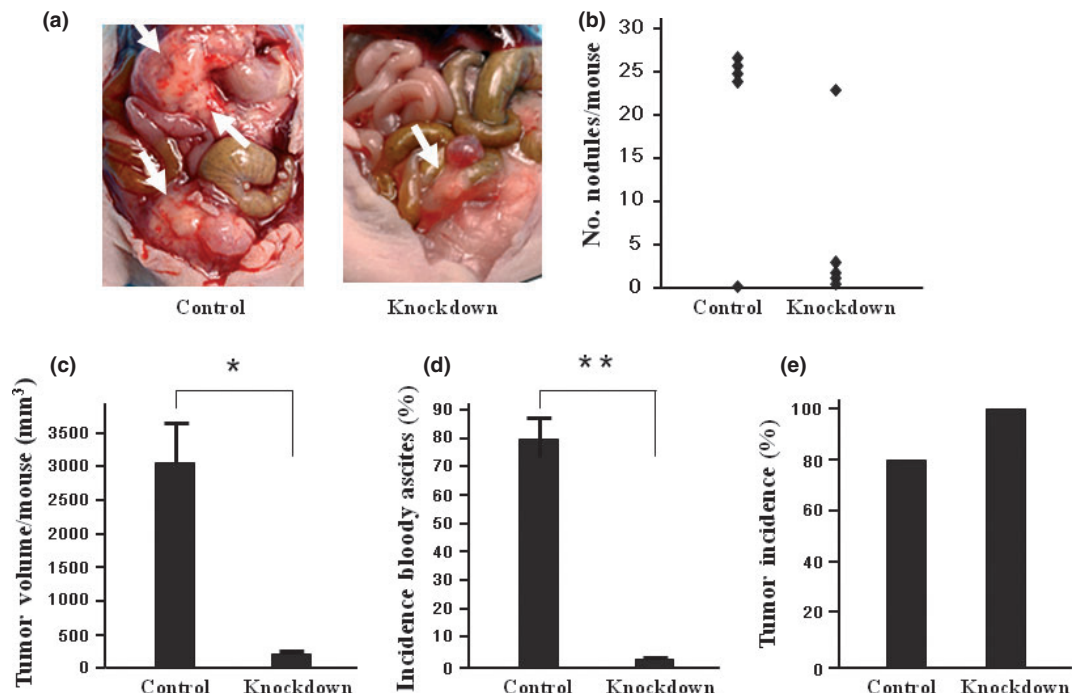 (a)
Control
Knockdown
(b)
No. nodules/mouse
30
25
20
15
10
5
0
Control
Knockdown
(c)
Tumor volume/mouse (mm³)
3500
3000
2500
2000
1500
1000
500
0
*
Control
Knockdown
(d)
Incidence bloody ascites (%)
90
80
70
60
50
40
30
20
10
0
**
Control
Knockdown
(e)
Tumor incidence (%)
100
80
60
40
20
0
Control
Knockdown